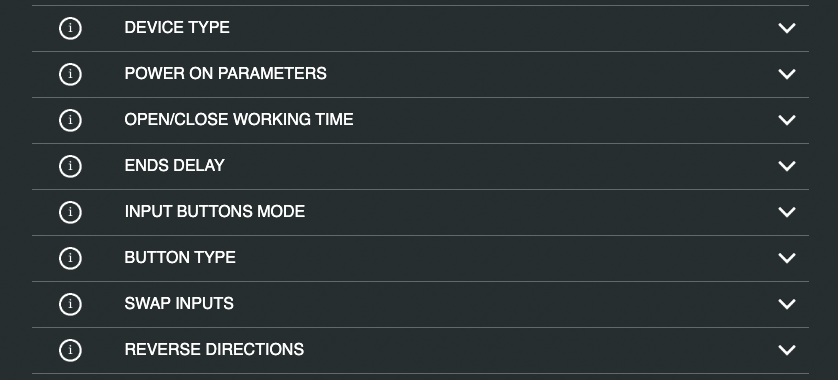 DEVICE TYPE
POWER ON PARAMETERS
OPEN/CLOSE WORKING TIME
ENDS DELAY
INPUT BUTTONS MODE
BUTTON TYPE
SWAP INPUTS
REVERSE DIRECTIONS